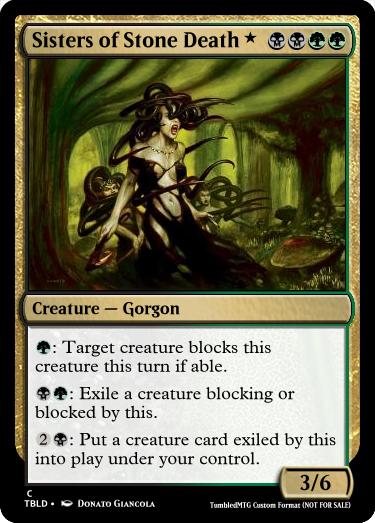 Sisters of Stone Death ★
Creature — Gorgon
: Target creature blocks this
creature this turn if able.
: Exile a creature blocking or
blocked by this.
2 : Put a creature card exiled by this
into play under your control.
3/6
C
TBLD • Donato Giancola
TumbledMTG Custom Format (NOT FOR SALE)